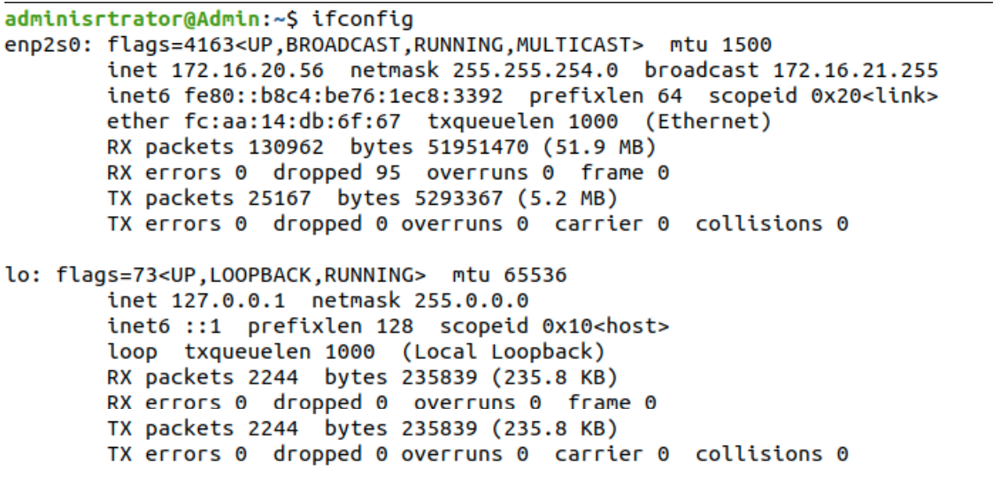 adminisrtrator@Admin:~$ ifconfig
enp2s0: flags=4163<UP,BROADCAST,RUNNING,MULTICAST>  mtu 1500
        inet 172.16.20.56  netmask 255.255.254.0  broadcast 172.16.21.255
        inet6 fe80::b8c4:be76:1ec8:3392  prefixlen 64  scopeid 0x20<link>
        ether fc:aa:14:db:6f:67  txqueuelen 1000  (Ethernet)
        RX packets 130962  bytes 51951470 (51.9 MB)
        RX errors 0  dropped 95  overruns 0  frame 0
        TX packets 25167  bytes 5293367 (5.2 MB)
        TX errors 0  dropped 0 overruns 0  carrier 0  collisions 0

lo: flags=73<UP,LOOPBACK,RUNNING>  mtu 65536
        inet 127.0.0.1  netmask 255.0.0.0
        inet6 ::1  prefixlen 128  scopeid 0x10<host>
        loop  txqueuelen 1000  (Local Loopback)
        RX packets 2244  bytes 235839 (235.8 KB)
        RX errors 0  dropped 0  overruns 0  frame 0
        TX packets 2244  bytes 235839 (235.8 KB)
        TX errors 0  dropped 0 overruns 0  carrier 0  collisions 0